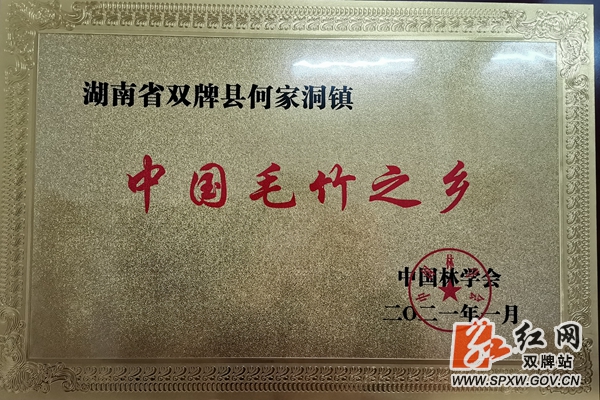 湖南省双牌县何家洞镇
中国毛竹之乡
中国林学会
二〇二一年一月
红网
双牌站
WWW.SPXW.GOV.CN